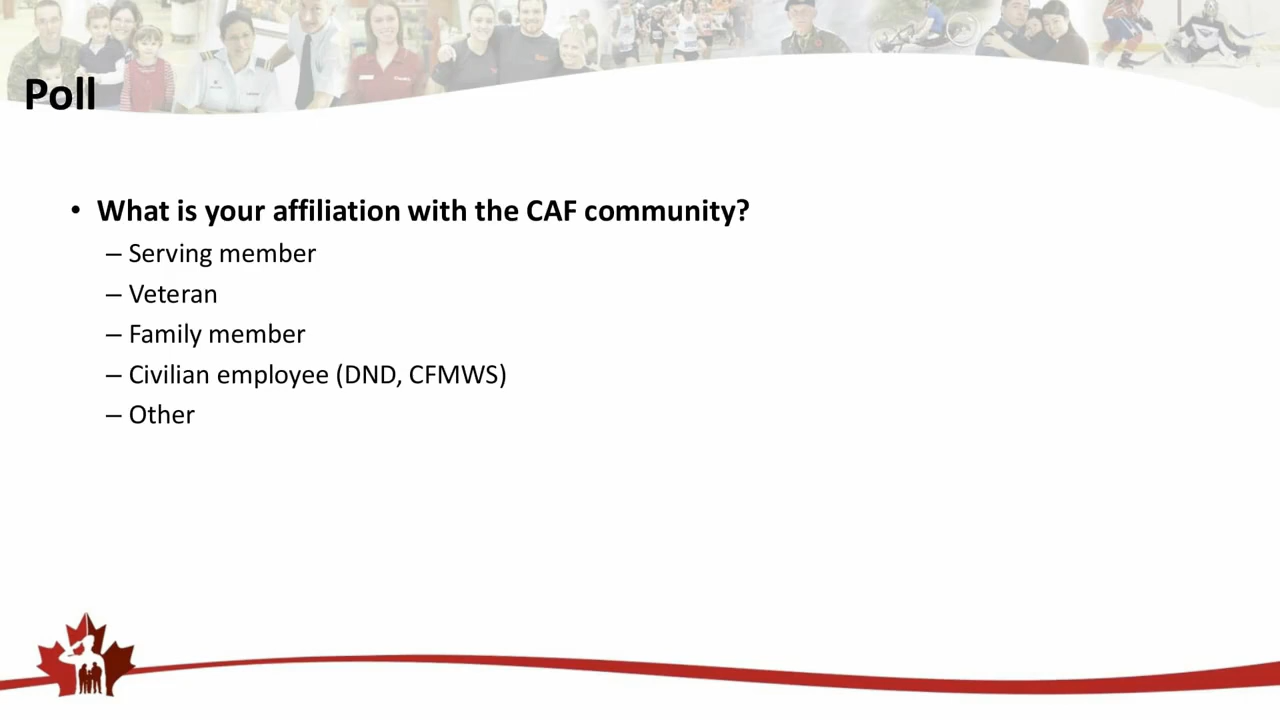 Poll
• What is your affiliation with the CAF community?
– Serving member
– Veteran
– Family member
– Civilian employee (DND, CFMWS)
– Other